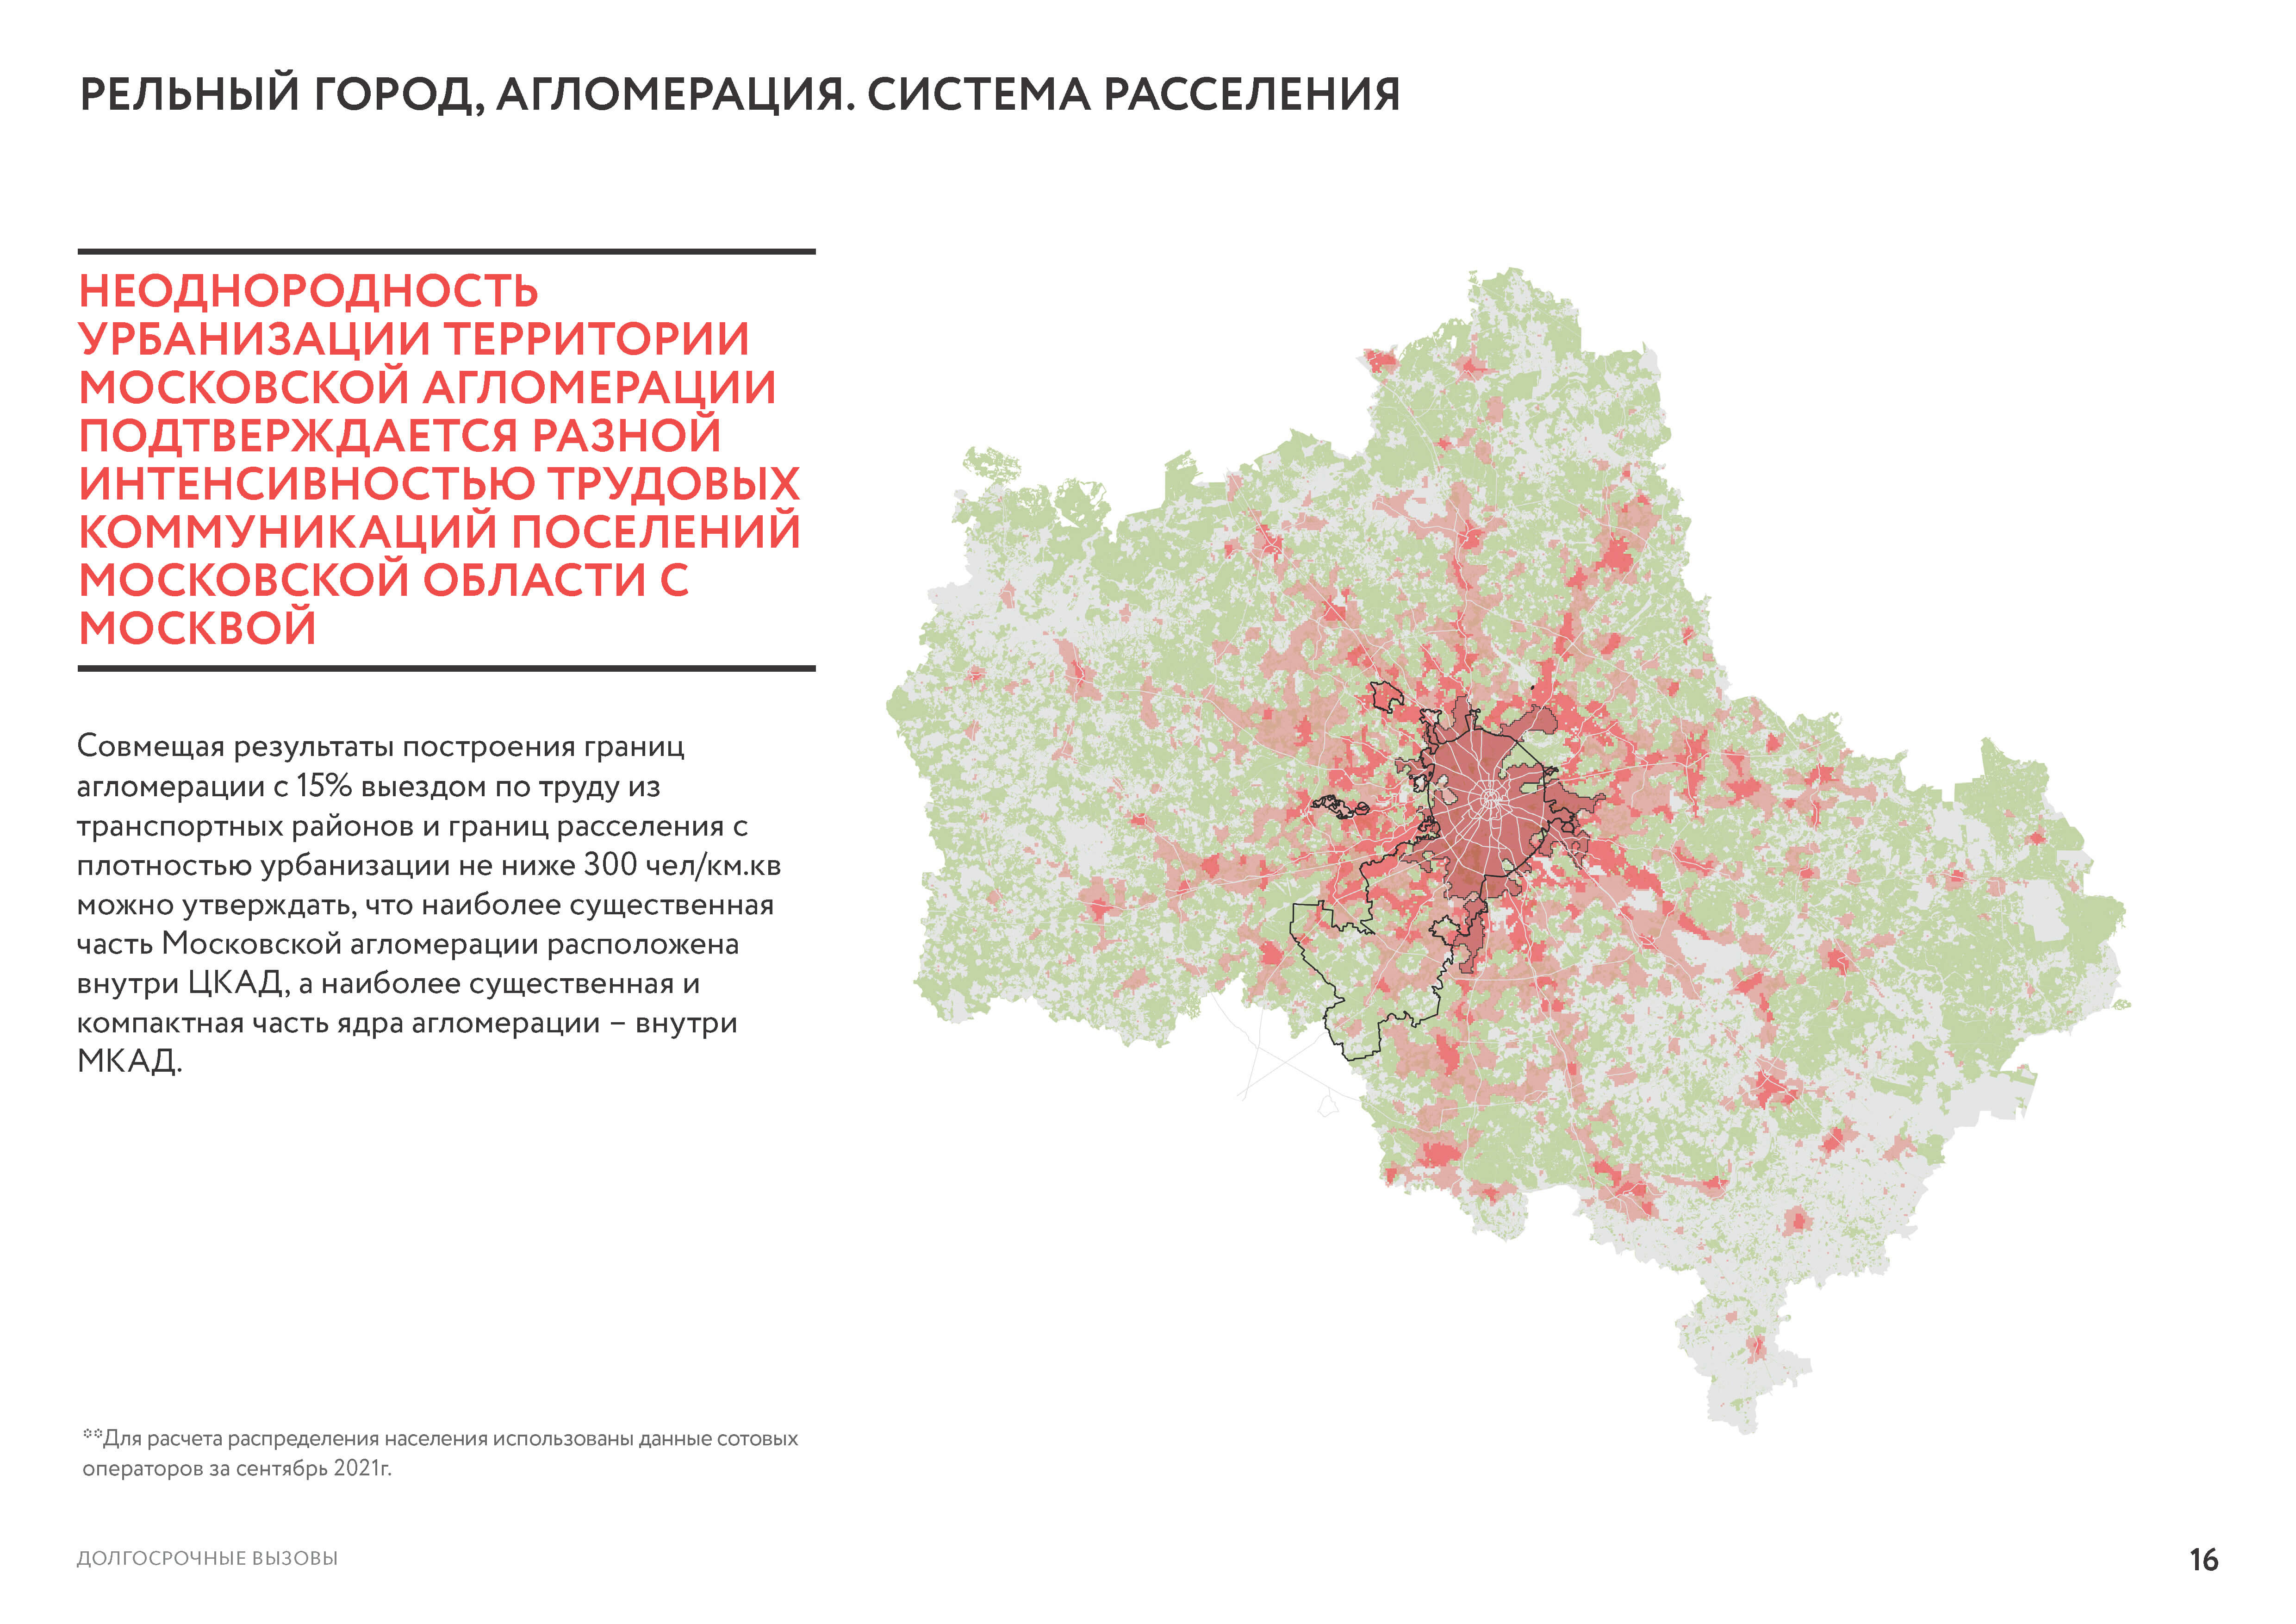 РЕЛЬНЫЙ ГОРОД, АГЛОМЕРАЦИЯ. СИСТЕМА РАССЕЛЕНИЯ
НЕОДНОРОДНОСТЬ
УРБАНИЗАЦИИ ТЕРРИТОРИИ
МОСКОВСКОЙ АГЛОМЕРАЦИИ
ПОДТВЕРЖДАЕТСЯ РАЗНОЙ
ИНТЕНСИВНОСТЬЮ ТРУДОВЫХ
КОММУНИКАЦИЙ ПОСЕЛЕНИЙ
МОСКОВСКОЙ ОБЛАСТИ С
МОСКВОЙ
Совмещая результаты построения границ
агломерации с 15% выездом по труду из
транспортных районов и границ расселения с
плотностью урбанизации не ниже 300 чел/км.кв
можно утверждать, что наиболее существенная
часть Московской агломерации расположена
внутри ЦКАД, а наиболее существенная и
компактная часть ядра агломерации – внутри
МКАД.
**Для расчета распределения населения использованы данные сотовых
операторов за сентябрь 2021г.
ДОЛГОСРОЧНЫЕ ВЫЗОВЫ
16